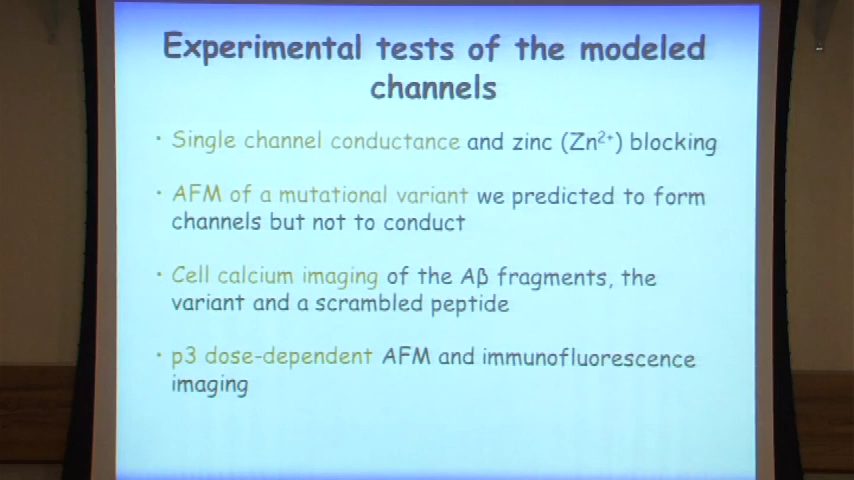 Experimental tests of the modeled
channels
· Single channel conductance and zinc (Zn²⁺) blocking
· AFM of a mutational variant we predicted to form
channels but not to conduct
· Cell calcium imaging of the Aβ fragments, the
variant and a scrambled peptide
· p3 dose-dependent AFM and immunofluorescence
imaging